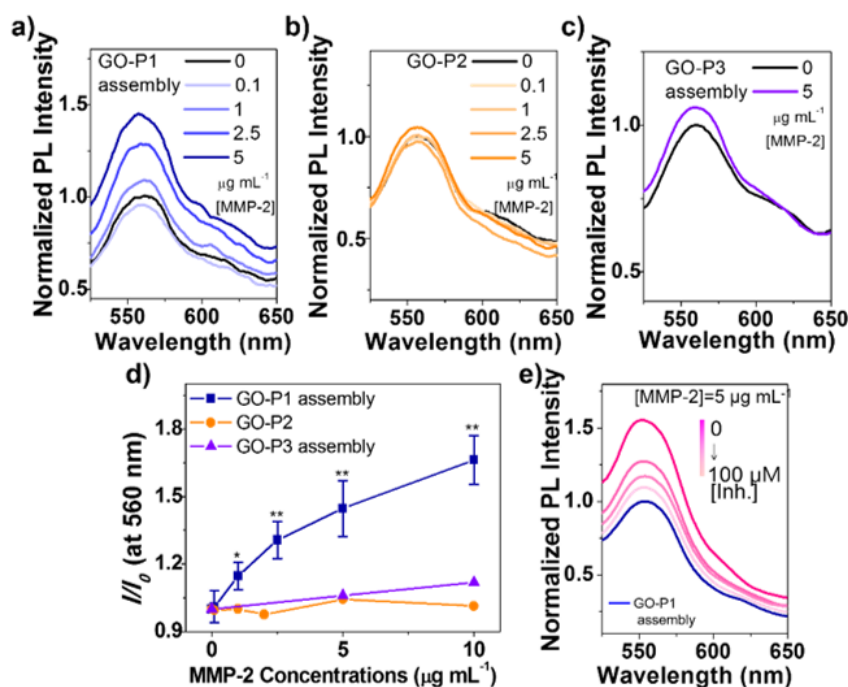 a)
GO-P1
assembly
0
0.1
1
2.5
5
μg mL⁻¹
[MMP-2]
1.5
1.0
0.5
Normalized PL Intensity
550
600
650
Wavelength (nm)
b)
GO-P2
0
0.1
1
2.5
5
μg mL⁻¹
[MMP-2]
1.5
1.0
0.5
Normalized PL Intensity
550
600
650
Wavelength (nm)
c)
GO-P3
assembly
0
5
μg mL⁻¹
[MMP-2]
1.0
0.5
Normalized PL Intensity
550
600
650
Wavelength (nm)
d)
GO-P1 assembly
GO-P2
GO-P3 assembly
*
**
**
**
1.8
1.5
1.2
0.9
I/I₀ (at 560 nm)
0
5
10
MMP-2 Concentrations (μg mL⁻¹)
e)
[MMP-2]=5 μg mL⁻¹
0
↓
100 μM
[Inh.]
GO-P1
assembly
1.5
1.0
0.5
Normalized PL Intensity
550
600
650
Wavelength (nm)